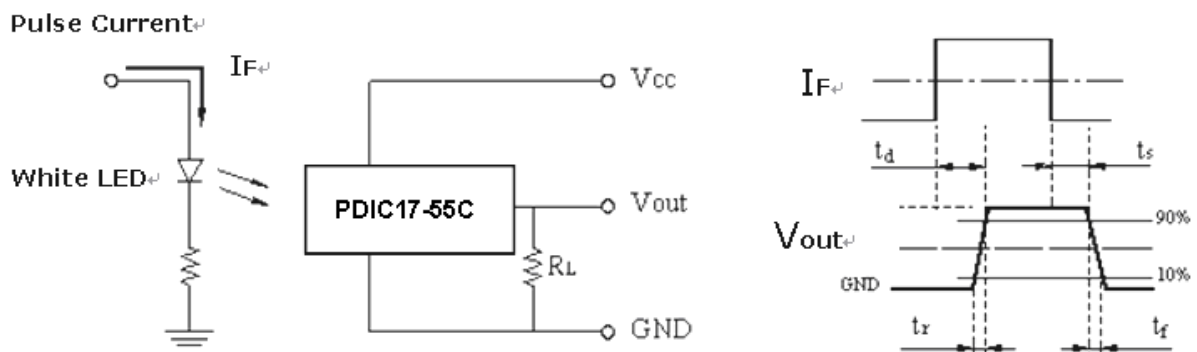 Pulse Current↵
IF↵
Vcc
White LED↵
PDIC17-55C
Vout
RL
GND
IF↵
td
ts
Vout↵
90%
10%
GND
tr
tf